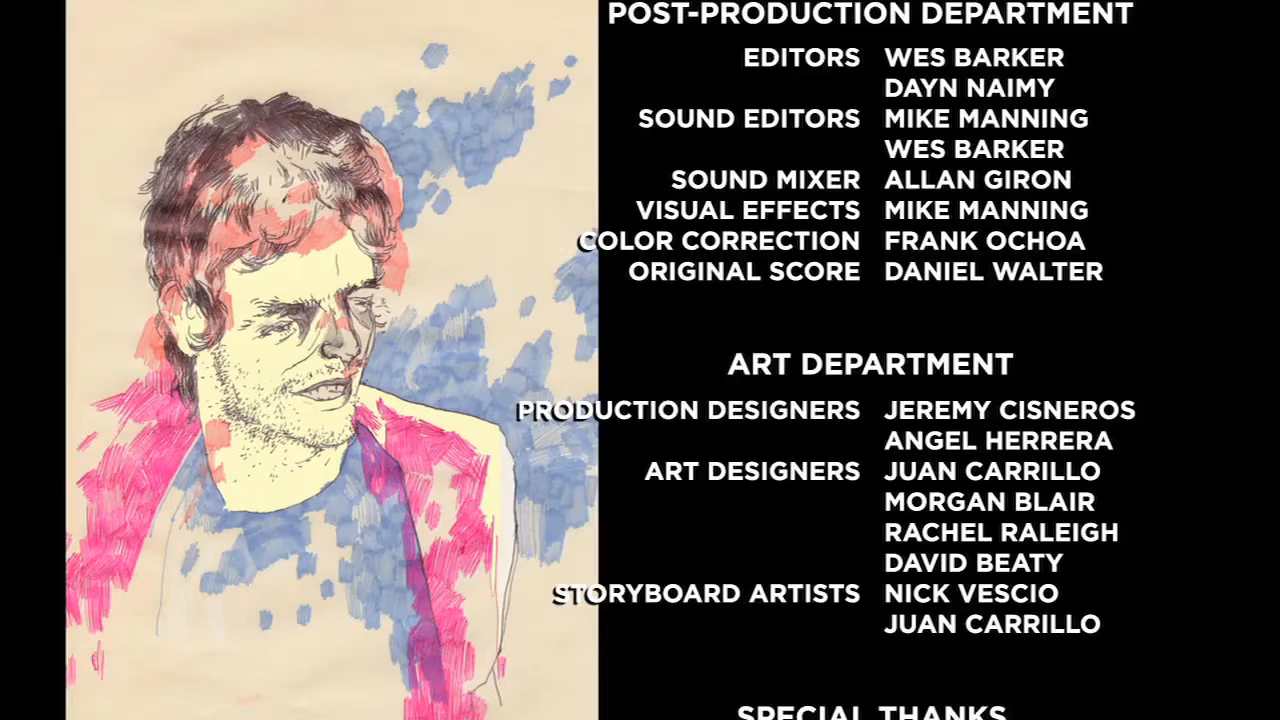 POST-PRODUCTION DEPARTMENT
EDITORS WES BARKER
DAYN NAIMY
SOUND EDITORS MIKE MANNING
WES BARKER
SOUND MIXER ALLAN GIRON
VISUAL EFFECTS MIKE MANNING
COLOR CORRECTION FRANK OCHOA
ORIGINAL SCORE DANIEL WALTER
ART DEPARTMENT
PRODUCTION DESIGNERS JEREMY CISNEROS
ANGEL HERRERA
ART DESIGNERS JUAN CARRILLO
MORGAN BLAIR
RACHEL RALEIGH
DAVID BEATY
STORYBOARD ARTISTS NICK VESCIO
JUAN CARRILLO
SPECIAL THANKS